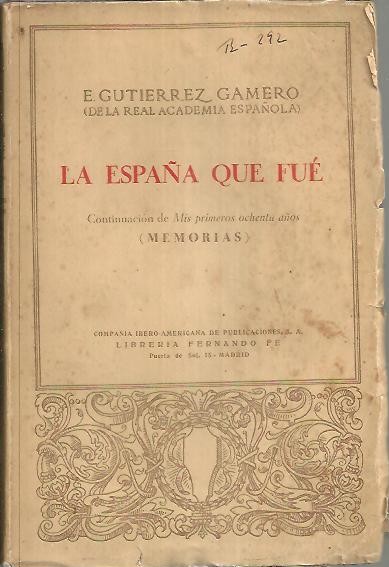 B-292
E. GUTIERREZ GAMERO
(DE LA REAL ACADEMIA ESPAÑOLA)
LA ESPAÑA QUE FUÉ
Continuación de Mis primeros ochenta años
(MEMORIAS)
COMPAÑIA IBERO-AMERICANA DE PUBLICACIONES, S. A.
LIBRERIA FERNANDO FE
Puerta de Sol, 15 - MADRID